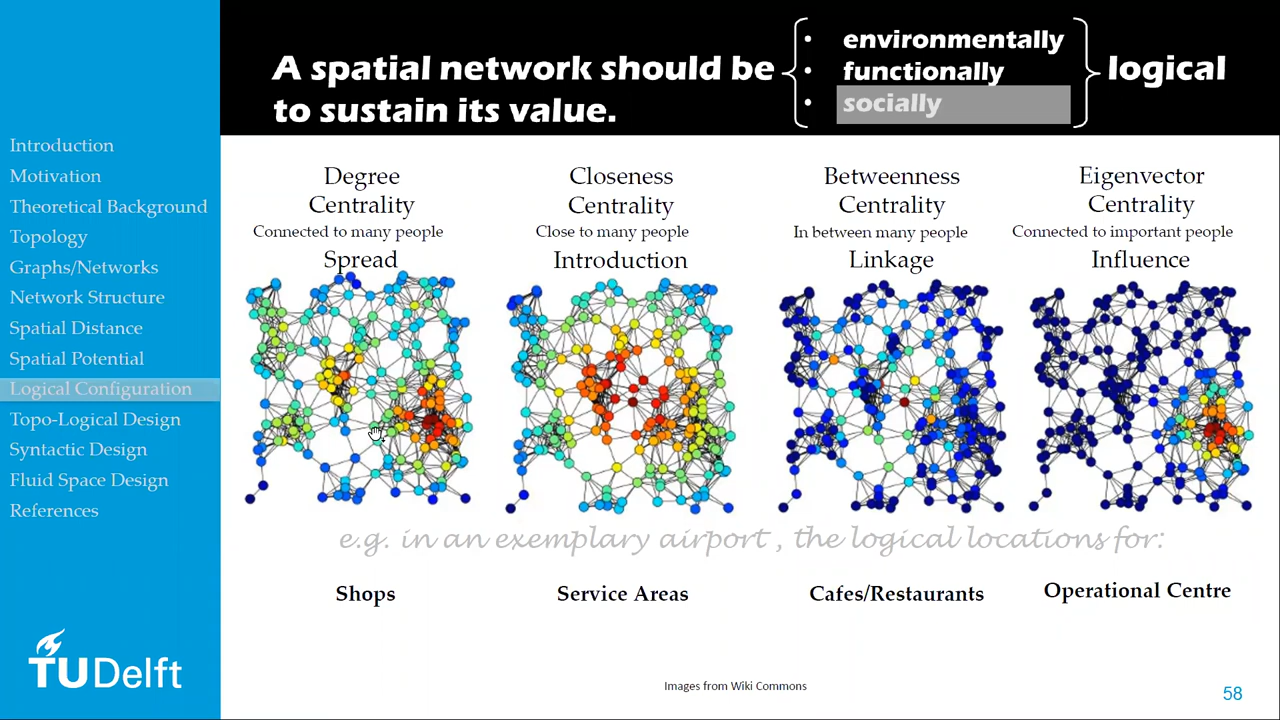 A spatial network should be
to sustain its value.
• environmentally
• functionally
• socially
logical
Introduction
Motivation
Theoretical Background
Topology
Graphs/Networks
Network Structure
Spatial Distance
Spatial Potential
Logical Configuration
Topo-Logical Design
Syntactic Design
Fluid Space Design
References
TUDelft
Degree
Centrality
Connected to many people
Spread
Closeness
Centrality
Close to many people
Introduction
Betweenness
Centrality
In between many people
Linkage
Eigenvector
Centrality
Connected to important people
Influence
e.g. in an exemplary airport , the logical locations for:
Shops
Service Areas
Cafes/Restaurants
Operational Centre
Images from Wiki Commons
58